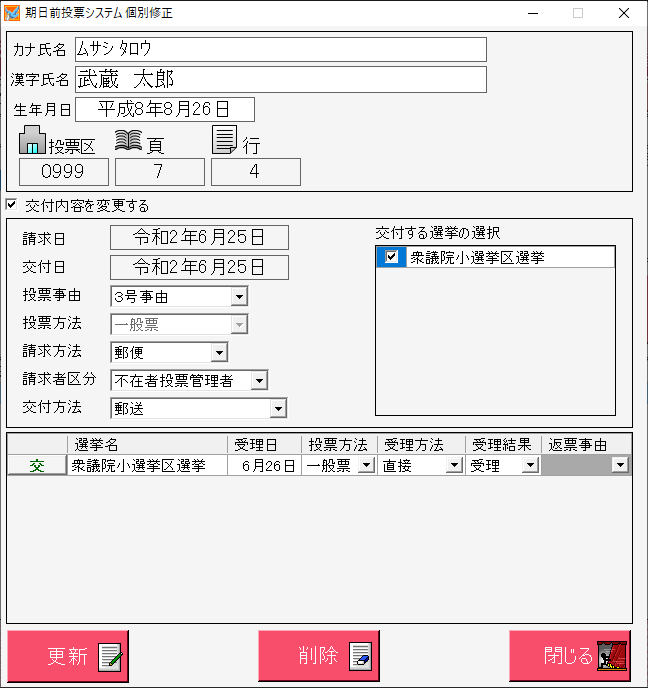 期日前投票システム 個別修正
カナ氏名 ムサシ タロウ
漢字氏名 武蔵 太郎
生年月日 平成8年8月26日
投票区 頁 行
0999 7 4
交付内容を変更する
請求日 令和2年6月25日
交付日 令和2年6月25日
投票事由 3号事由
投票方法 一般票
請求方法 郵便
請求者区分 不在者投票管理者
交付方法 郵送
交付する選挙の選択
衆議院小選挙区選挙
選挙名 受理日 投票方法 受理方法 受理結果 返票事由
交 衆議院小選挙区選挙 6月26日 一般票 直接 受理
更新 削除 閉じる